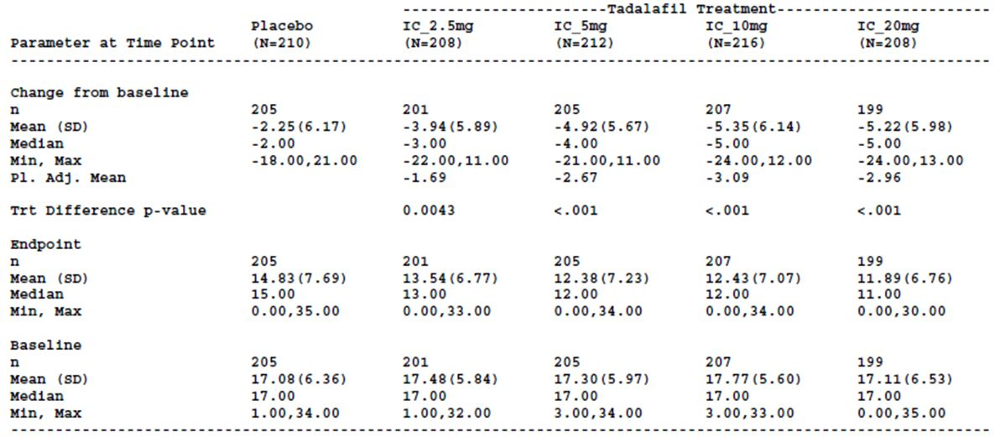 -----------------------Tadalafil Treatment------------------------
Placebo IC_2.5mg IC_5mg IC_10mg IC_20mg
Parameter at Time Point (N=210) (N=208) (N=212) (N=216) (N=208)
Change from baseline
n 205 201 205 207 199
Mean (SD) -2.25(6.17) -3.94(5.89) -4.92(5.67) -5.35(6.14) -5.22(5.98)
Median -2.00 -3.00 -4.00 -5.00 -5.00
Min, Max -18.00,21.00 -22.00,11.00 -21.00,11.00 -24.00,12.00 -24.00,13.00
Pl. Adj. Mean -1.69 -2.67 -3.09 -2.96
Trt Difference p-value 0.0043 <.001 <.001 <.001
Endpoint
n 205 201 205 207 199
Mean (SD) 14.83(7.69) 13.54(6.77) 12.38(7.23) 12.43(7.07) 11.89(6.76)
Median 15.00 13.00 12.00 12.00 11.00
Min, Max 0.00,35.00 0.00,33.00 0.00,34.00 0.00,34.00 0.00,30.00
Baseline
n 205 201 205 207 199
Mean (SD) 17.08(6.36) 17.48(5.84) 17.30(5.97) 17.77(5.60) 17.11(6.53)
Median 17.00 17.00 17.00 17.00 17.00
Min, Max 1.00,34.00 1.00,32.00 3.00,34.00 3.00,33.00 0.00,35.00